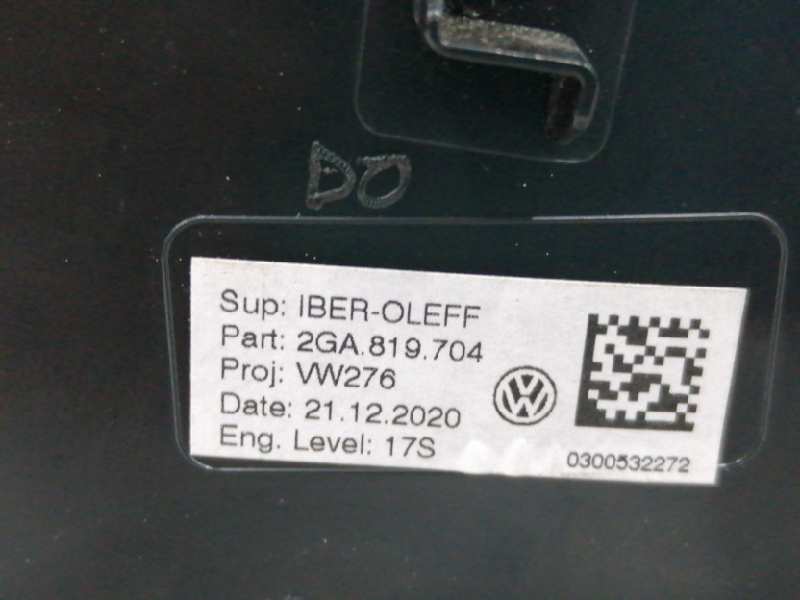 DO
Sup: IBER-OLEFF
Part: 2GA.819.704
Proj: VW276
Date: 21.12.2020
Eng. Level: 17S
0300532272